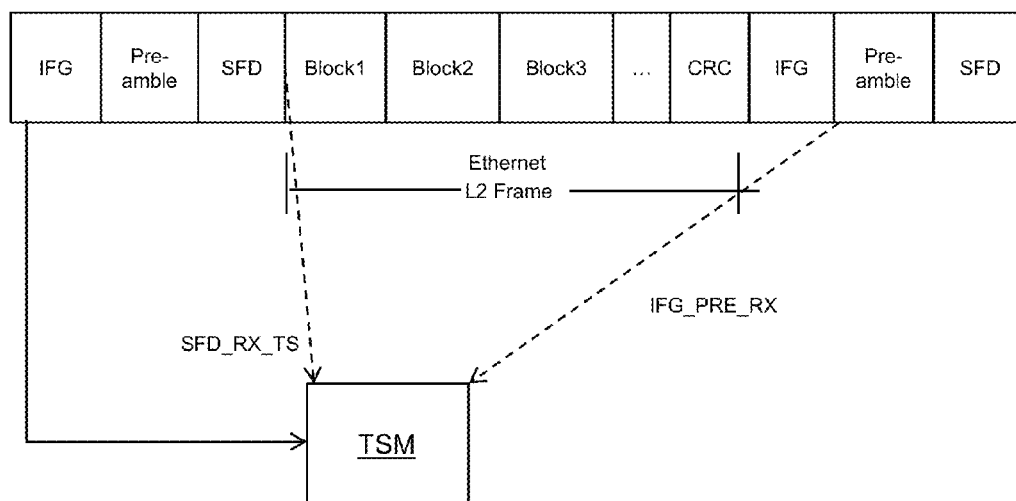 IFG
Pre-
amble
SFD
Block1
Block2
Block3
...
CRC
IFG
Pre-
amble
SFD
Ethernet
L2 Frame
IFG_PRE_RX
SFD_RX_TS
TSM